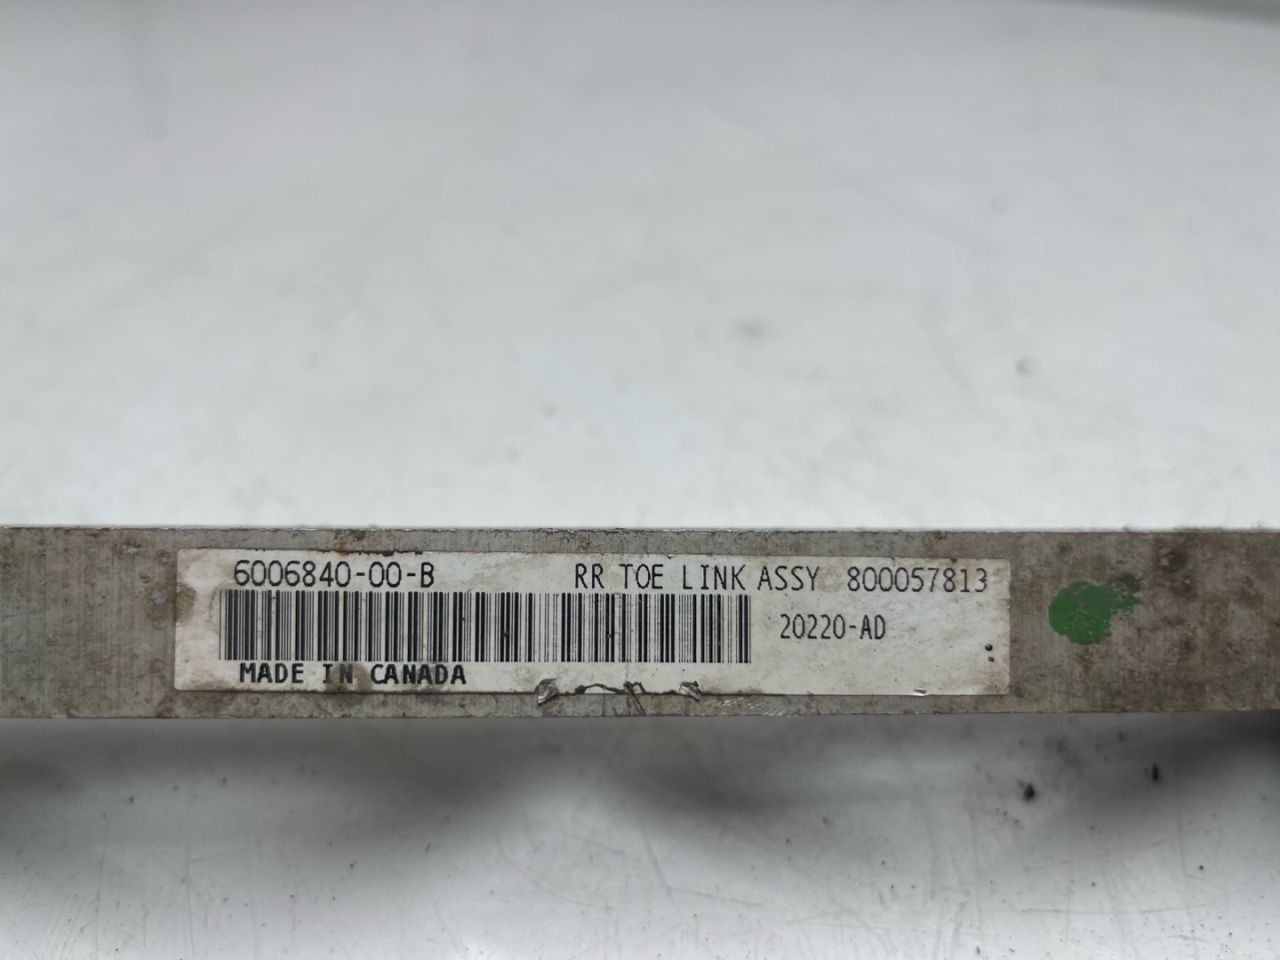 6006840-00-B RR TOE LINK ASSY 800057813
20220-AD
MADE IN CANADA